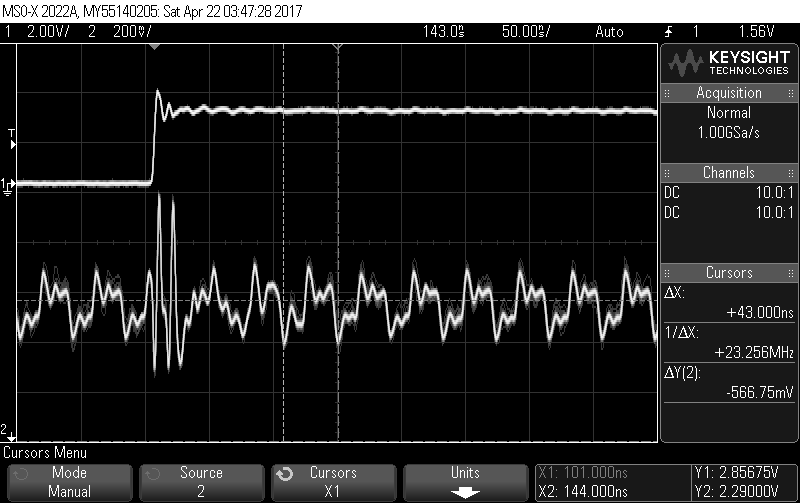 MSO-X 2022A, MY55140205: Sat Apr 22 03:47:28 2017
1 2.00V/ 2 200mV/ 143.0ns 50.00ns/ Auto 1 1.56V
KEYSIGHT
TECHNOLOGIES
Acquisition
Normal
1.00GSa/s
Channels
DC 10.0:1
DC 10.0:1
Cursors
ΔX:
+43.000ns
1/ΔX:
+23.256MHz
ΔY(2):
-566.75mV
T
1
2
Cursors Menu
Mode
Manual
Source
2
Cursors
X1
Units
X1: 101.000ns
X2: 144.000ns
Y1: 2.85675V
Y2: 2.29000V